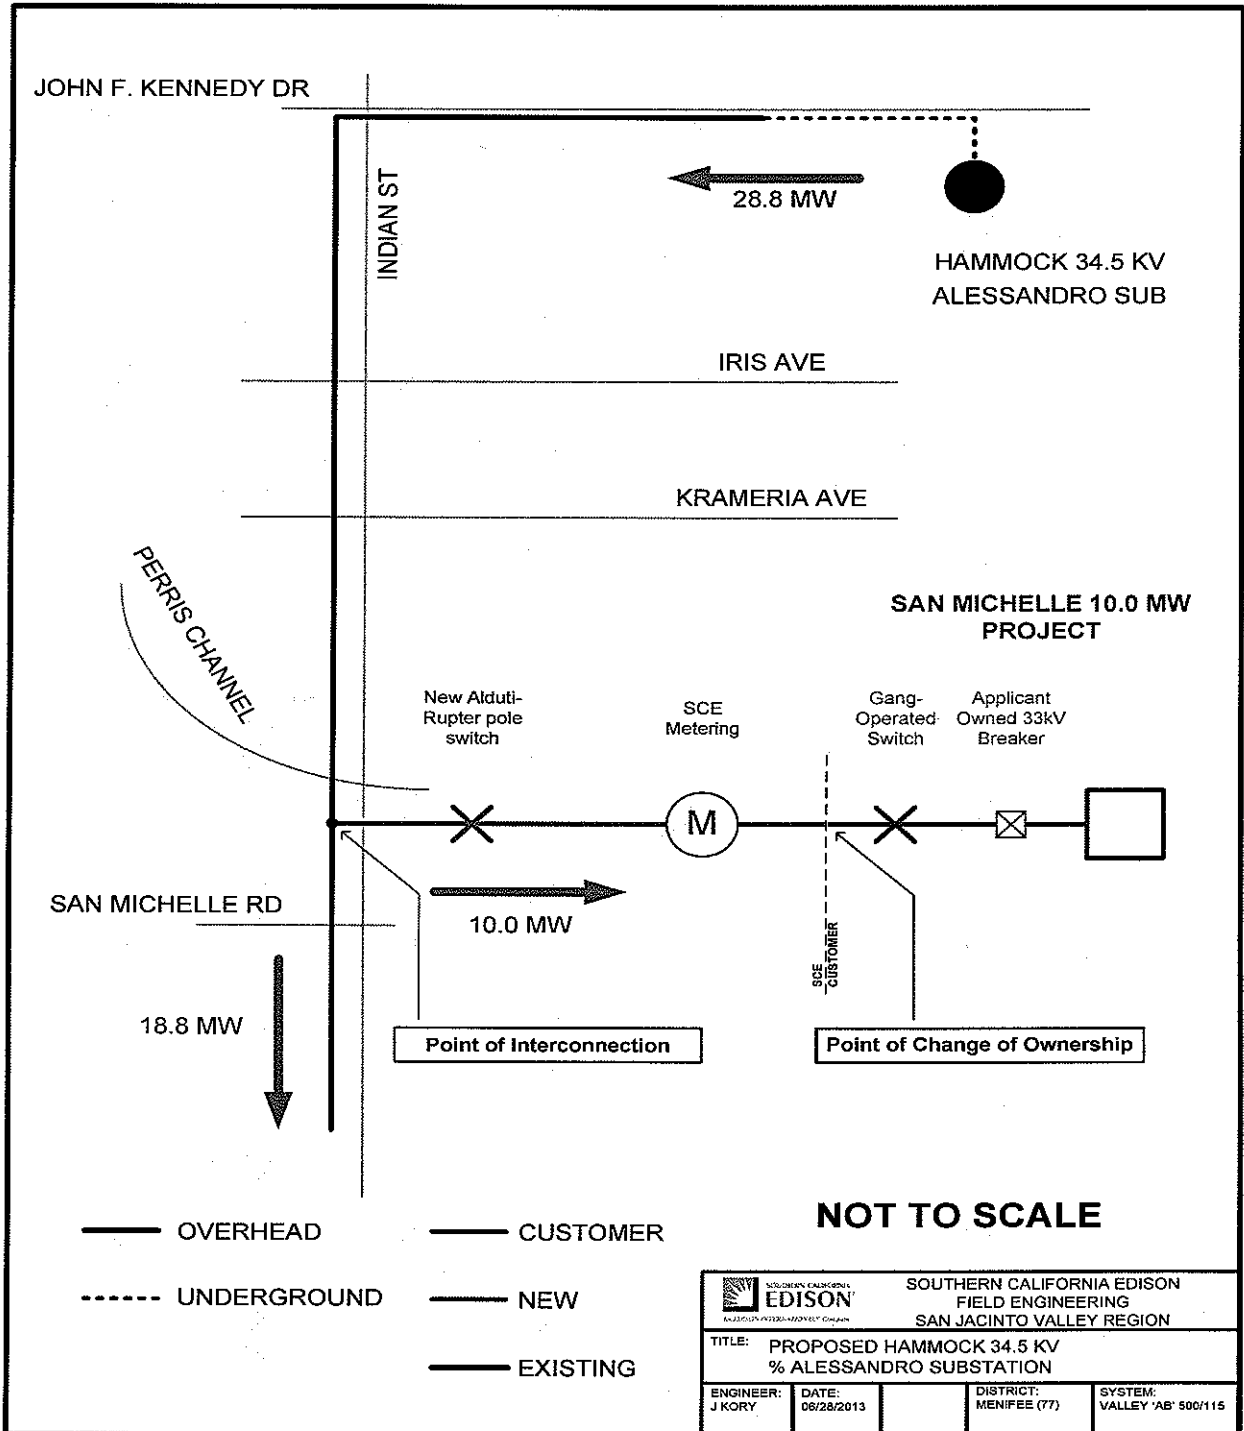 JOHN F. KENNEDY DR
INDIAN ST
28.8 MW
HAMMOCK 34.5 KV
ALESSANDRO SUB
IRIS AVE
KRAMERIA AVE
PERRIS CHANNEL
SAN MICHELLE 10.0 MW
PROJECT
New Alduti-
Rupter pole
switch
SCE
Metering
Gang-
Operated
Switch
Applicant
Owned 33kV
Breaker
M
SAN MICHELLE RD
10.0 MW
SCE
CUSTOMER
18.8 MW
Point of Interconnection
Point of Change of Ownership
NOT TO SCALE
OVERHEAD
CUSTOMER
UNDERGROUND
NEW
EXISTING
SOUTHERN CALIFORNIA
EDISON
SOUTHERN CALIFORNIA EDISON
FIELD ENGINEERING
SAN JACINTO VALLEY REGION
TITLE: PROPOSED HAMMOCK 34.5 KV
% ALESSANDRO SUBSTATION
ENGINEER:
J KORY
DATE:
06/28/2013
DISTRICT:
MENIFEE (77)
SYSTEM:
VALLEY 'AB' 500/115